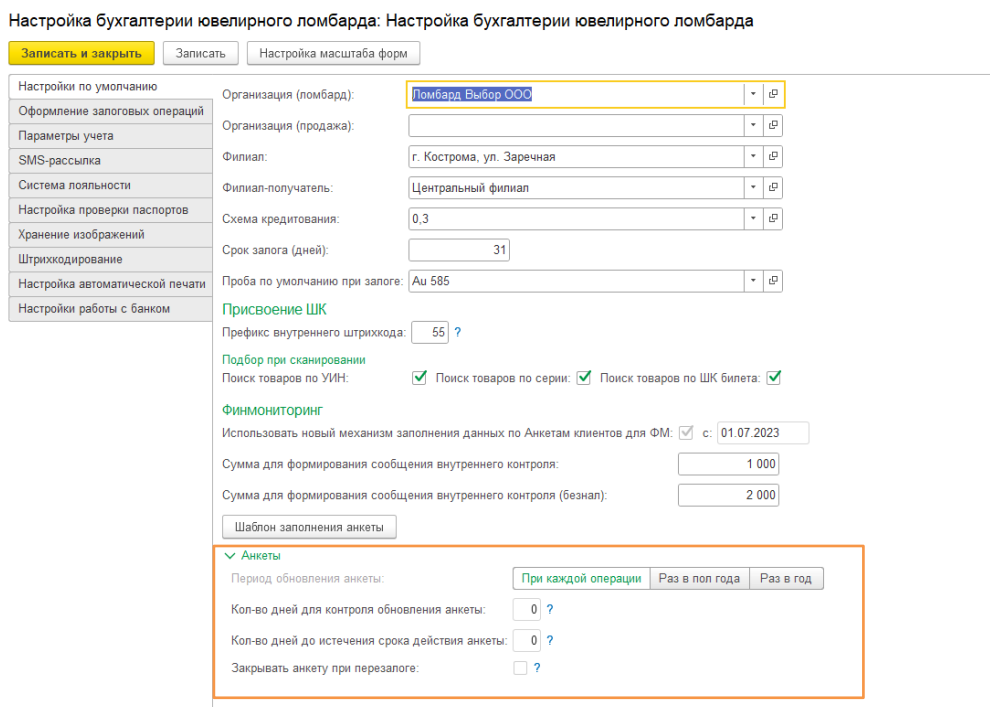 Настройка бухгалтерии ювелирного ломбарда: Настройка бухгалтерии ювелирного ломбарда
Записать и закрыть Записать Настройка масштаба форм
Настройки по умолчанию
Оформление залоговых операций
Параметры учета
SMS-рассылка
Система лояльности
Настройка проверки паспортов
Хранение изображений
Штрихкодирование
Настройка автоматической печати
Настройки работы с банком
Организация (ломбард): Ломбард Выбор ООО
Организация (продажа):
Филиал: г. Кострома, ул. Заречная
Филиал-получатель: Центральный филиал
Схема кредитования: 0,3
Срок залога (дней): 31
Проба по умолчанию при залоге: Au 585
Присвоение ШК
Префикс внутреннего штрихкода: 55 ?
Подбор при сканировании
Поиск товаров по УИН: Поиск товаров по серии: Поиск товаров по ШК билета:
Финмониторинг
Использовать новый механизм заполнения данных по Анкетам клиентов для ФМ: с: 01.07.2023
Сумма для формирования сообщения внутреннего контроля: 1 000
Сумма для формирования сообщения внутреннего контроля (безнал): 2 000
Шаблон заполнения анкеты
Анкеты
Период обновления анкеты: При каждой операции Раз в пол года Раз в год
Кол-во дней для контроля обновления анкеты: 0 ?
Кол-во дней до истечения срока действия анкеты: 0 ?
Закрывать анкету при перезалоге: ?